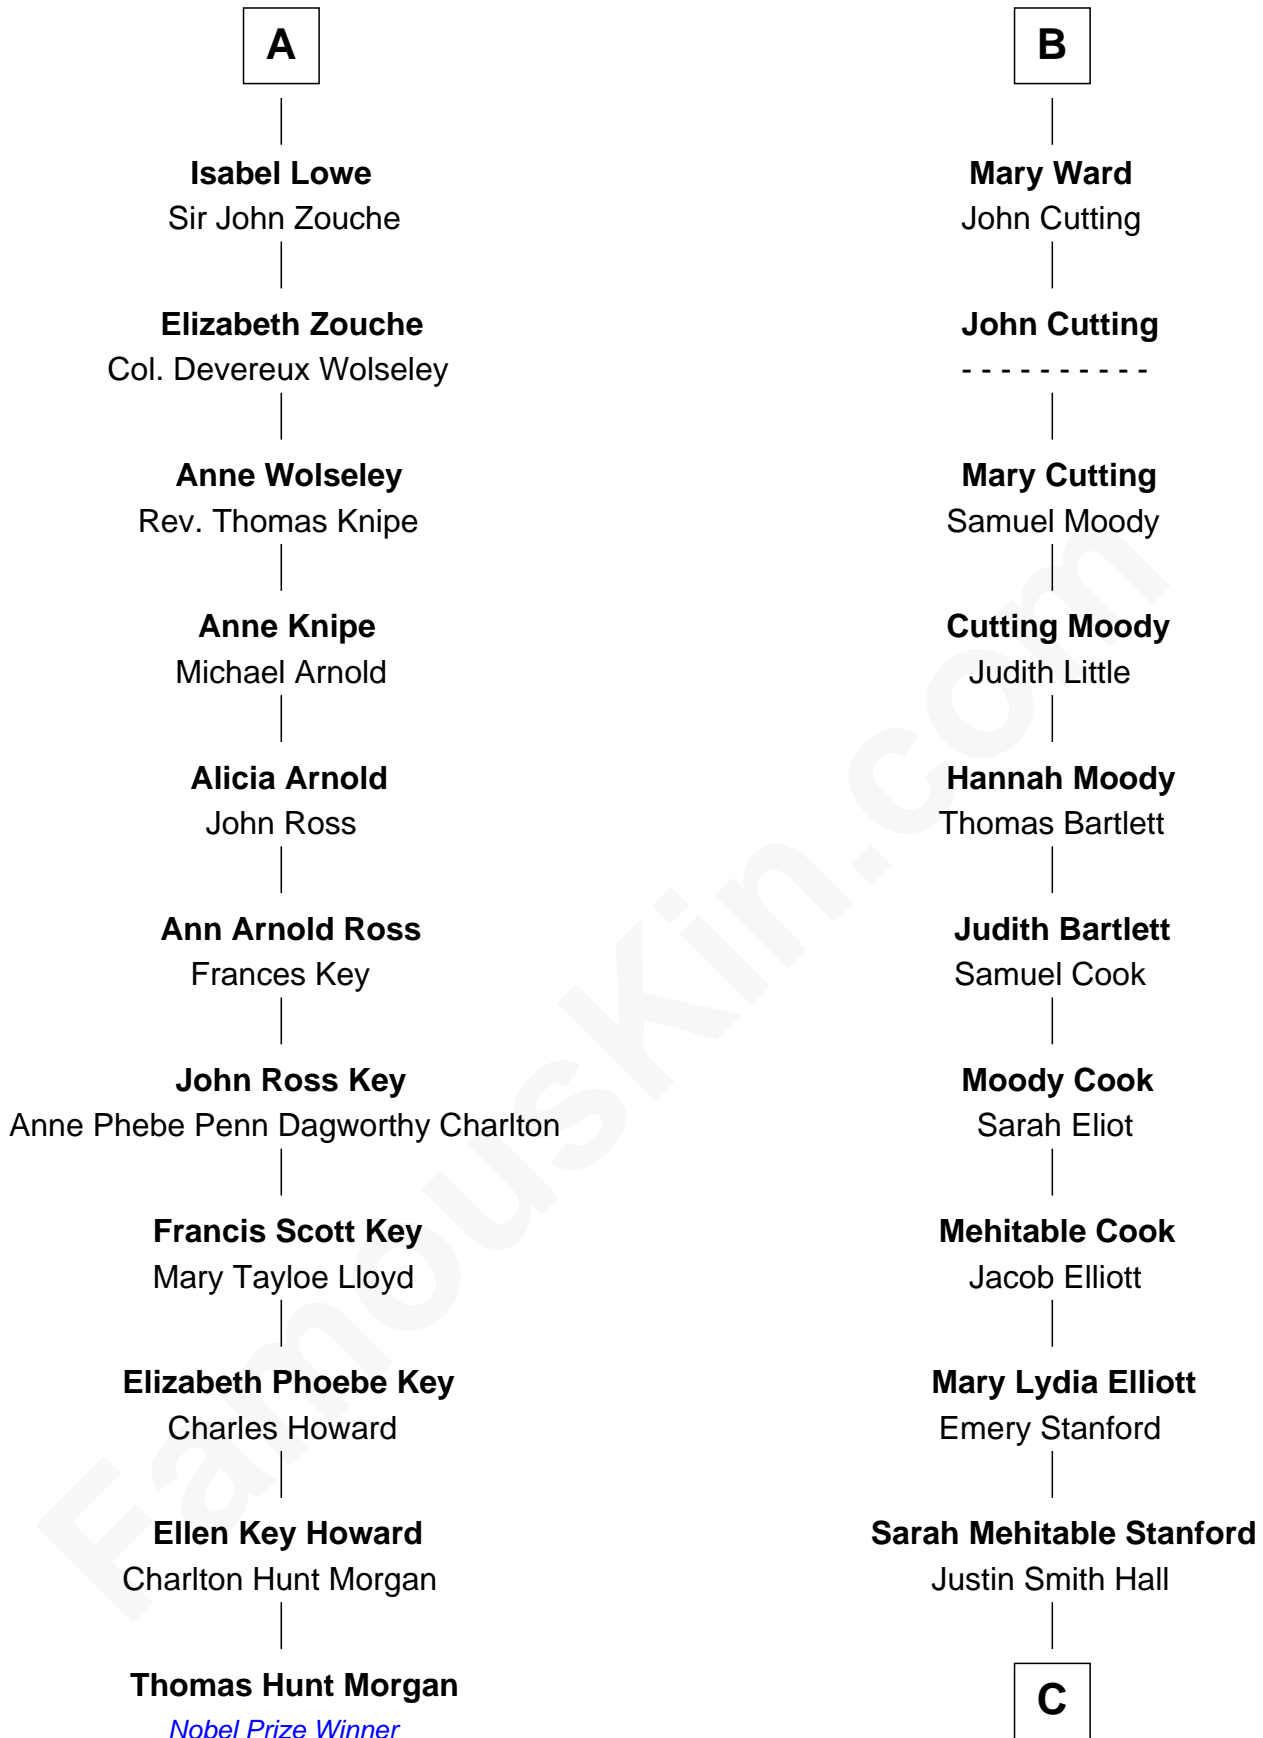 A
Isabel Lowe
Sir John Zouche
Elizabeth Zouche
Col. Devereux Wolseley
Anne Wolseley
Rev. Thomas Knipe
Anne Knipe
Michael Arnold
Alicia Arnold
John Ross
Ann Arnold Ross
Frances Key
John Ross Key
Anne Phebe Penn Dagworthy Charlton
Francis Scott Key
Mary Tayloe Lloyd
Elizabeth Phoebe Key
Charles Howard
Ellen Key Howard
Charlton Hunt Morgan
Thomas Hunt Morgan
Nobel Prize Winner
B
Mary Ward
John Cutting
John Cutting
- - - - - - - - - -
Mary Cutting
Samuel Moody
Cutting Moody
Judith Little
Hannah Moody
Thomas Bartlett
Judith Bartlett
Samuel Cook
Moody Cook
Sarah Eliot
Mehitable Cook
Jacob Elliott
Mary Lydia Elliott
Emery Stanford
Sarah Mehitable Stanford
Justin Smith Hall
C
FamousKin.com